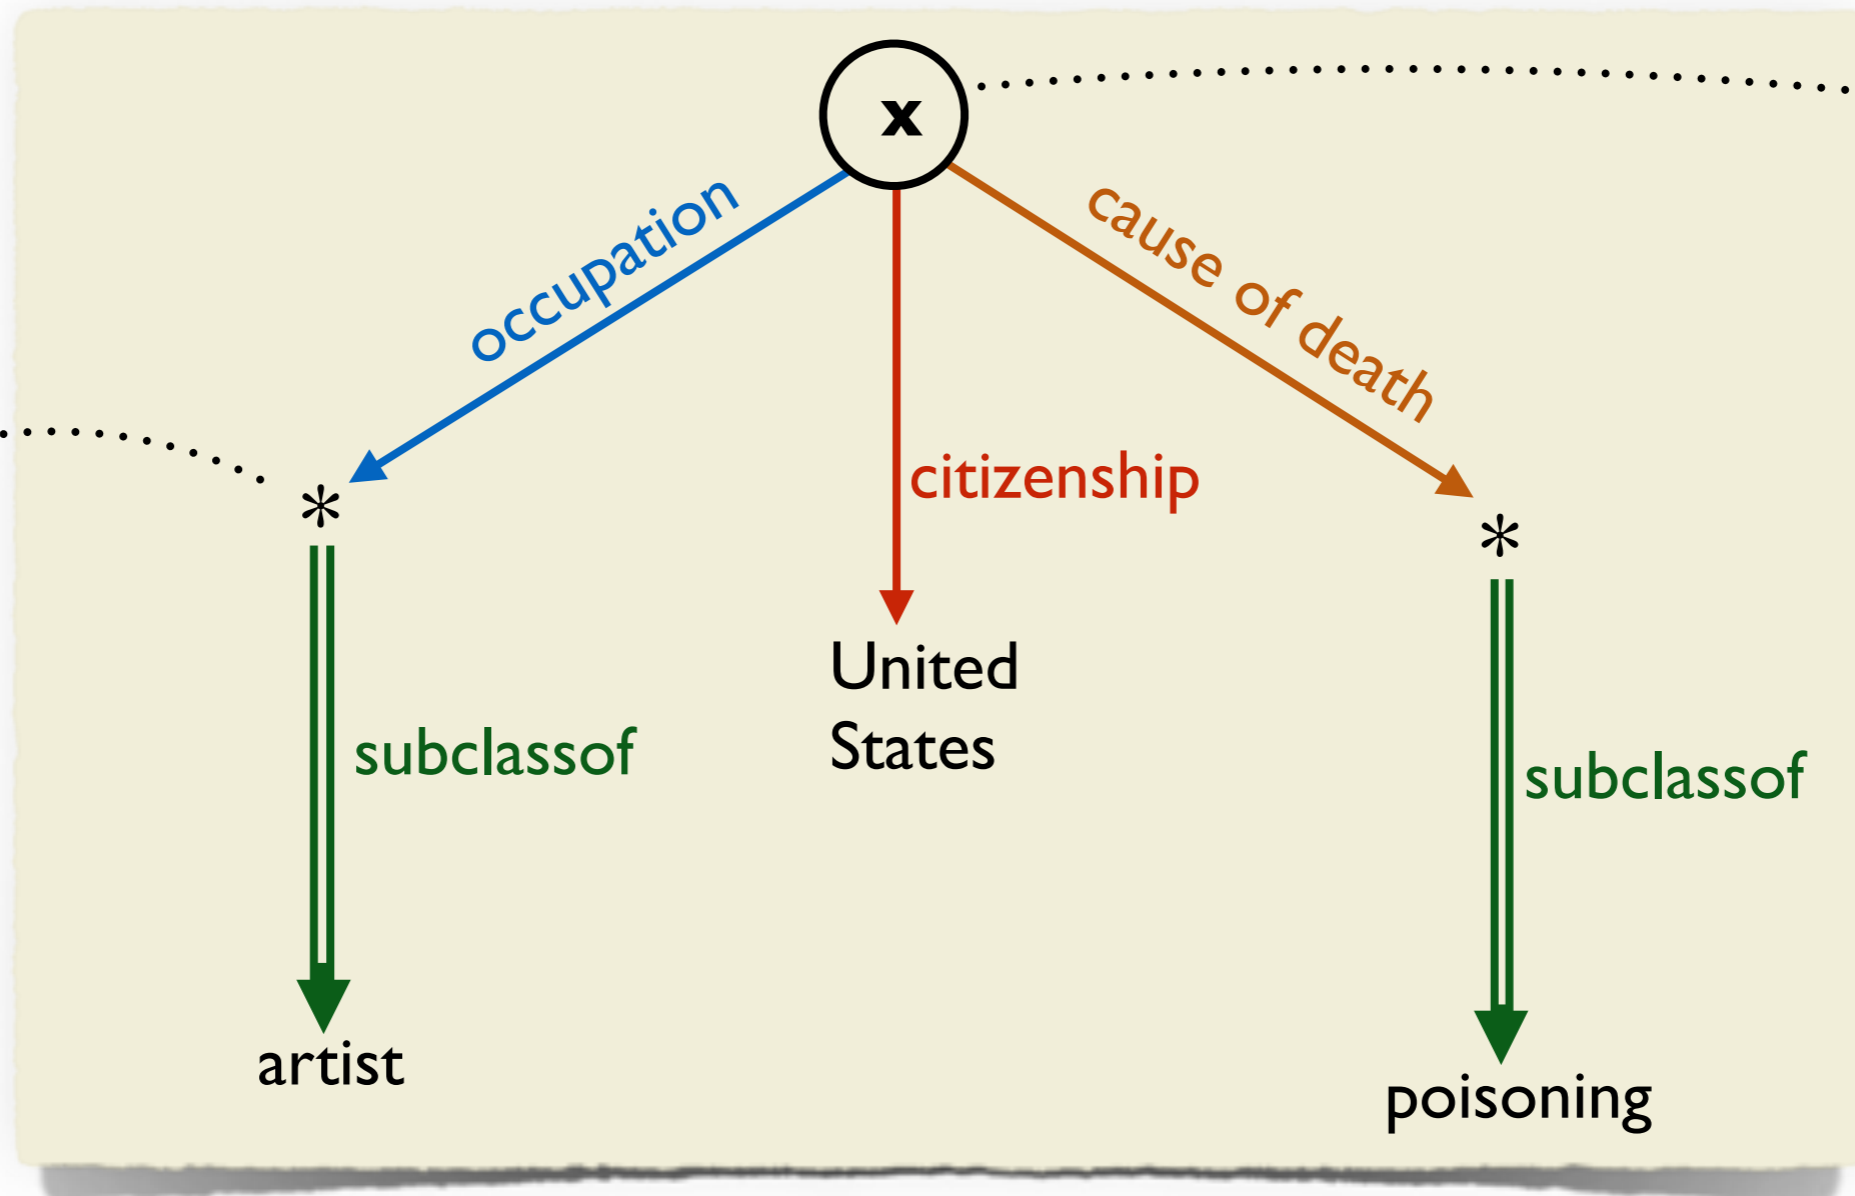 x
occupation
cause of death
citizenship
*
*
United
States
subclassof
subclassof
artist
poisoning